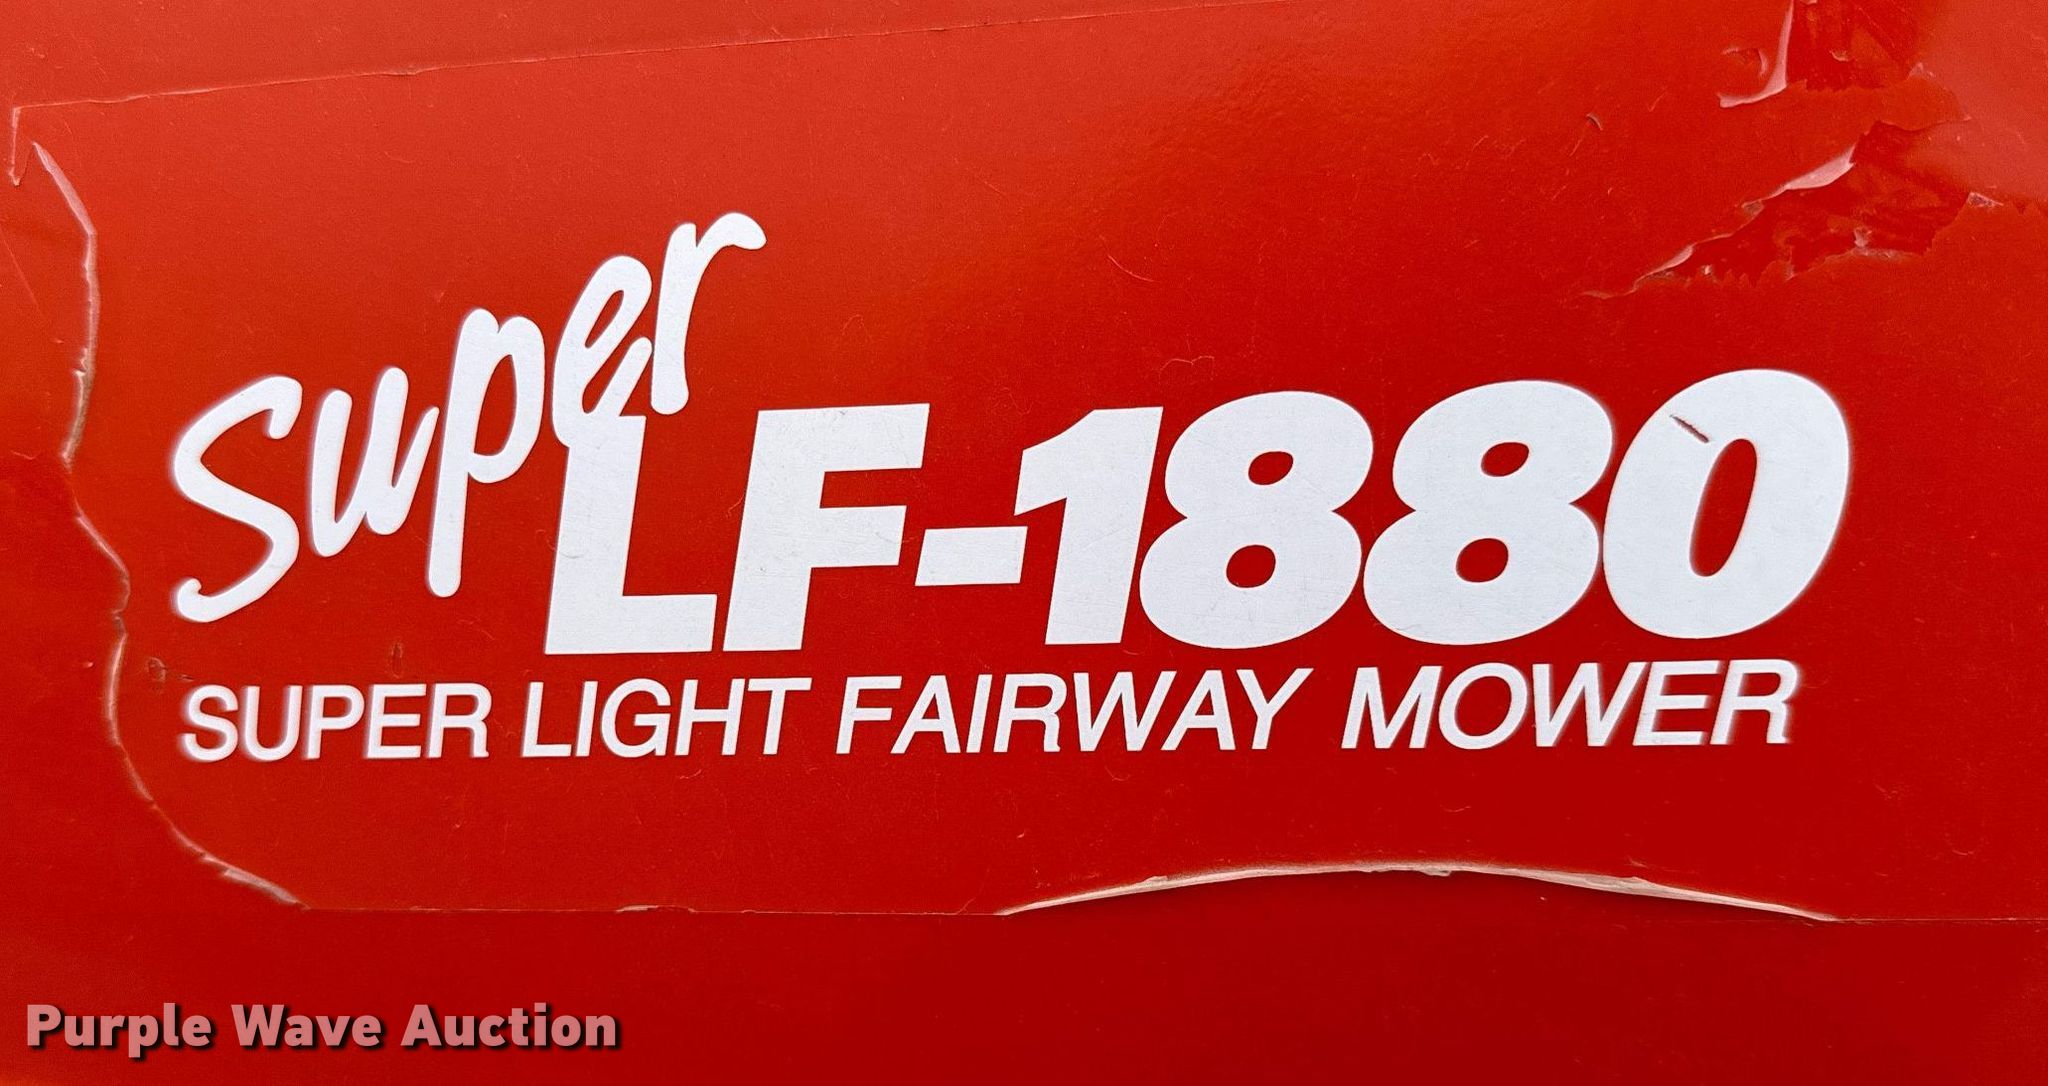 Super
LF-1880
SUPER LIGHT FAIRWAY MOWER
Purple Wave Auction